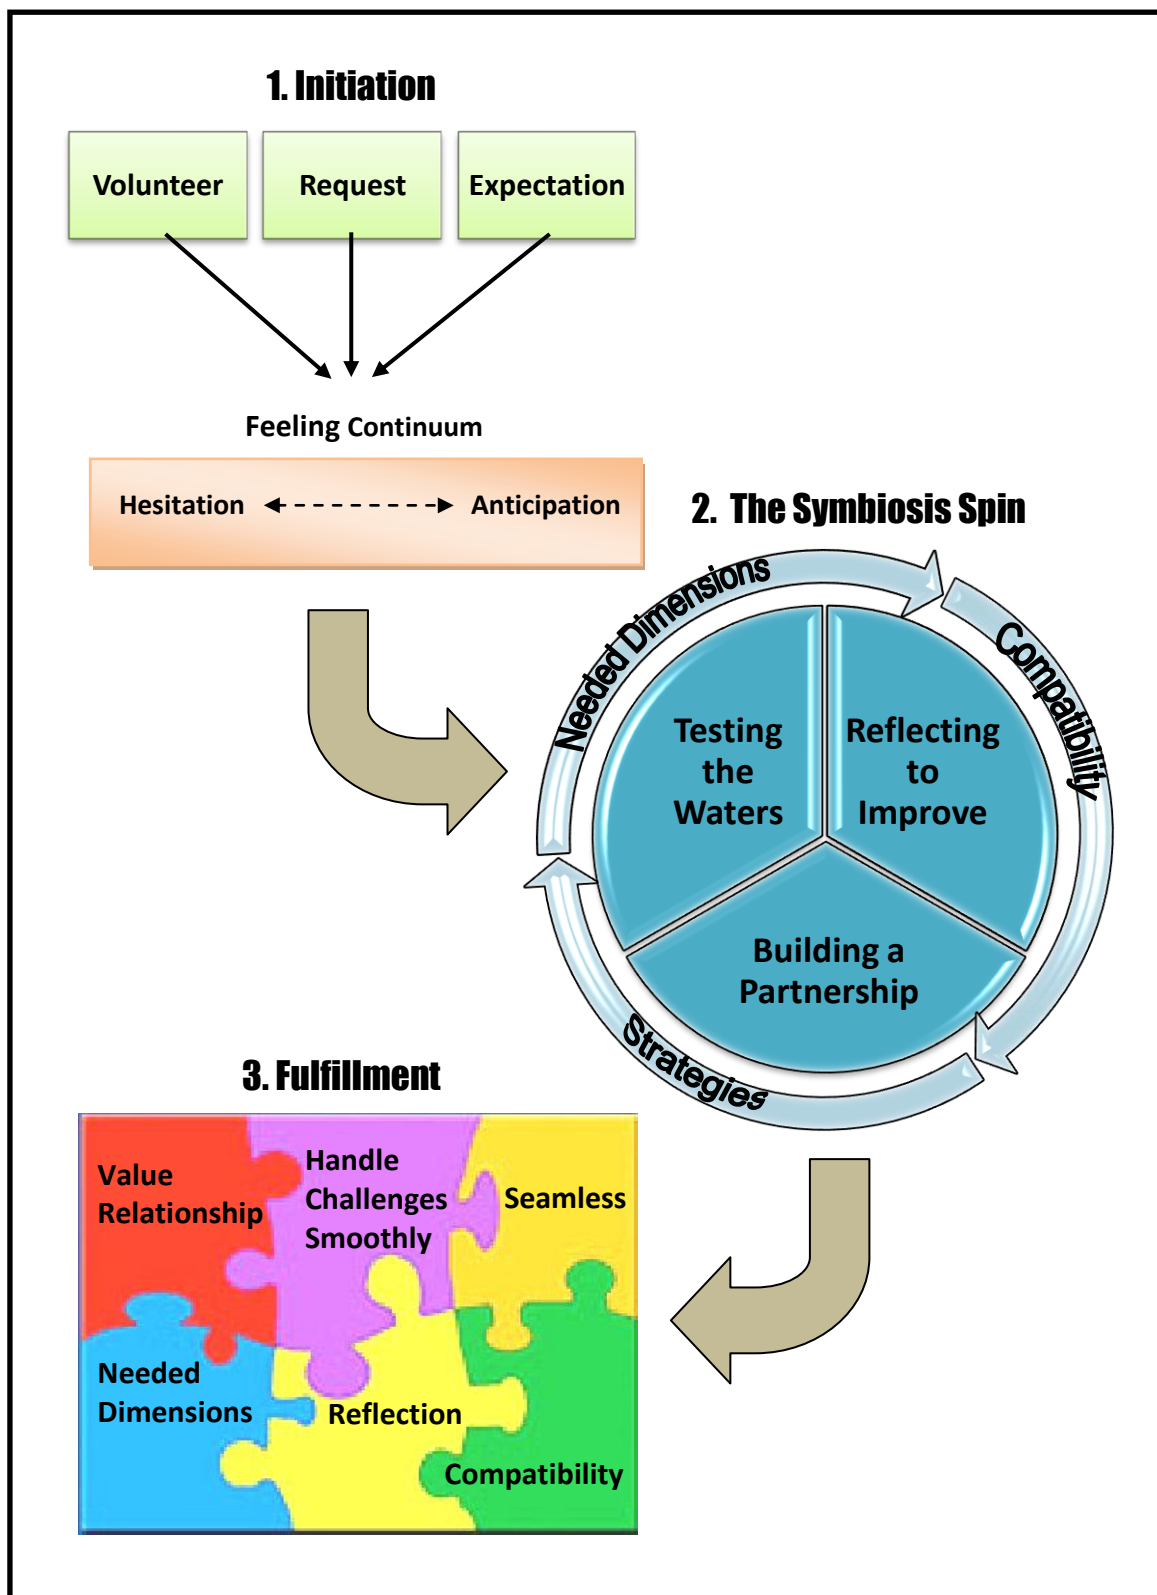 1. Initiation
Volunteer
Request
Expectation
Feeling Continuum
Hesitation
Anticipation
2. The Symbiosis Spin
Needed Dimensions
Compatibility
Strategies
Testing
the
Waters
Reflecting
to
Improve
Building a
Partnership
3. Fulfillment
Value
Relationship
Handle
Challenges
Smoothly
Seamless
Needed
Dimensions
Reflection
Compatibility